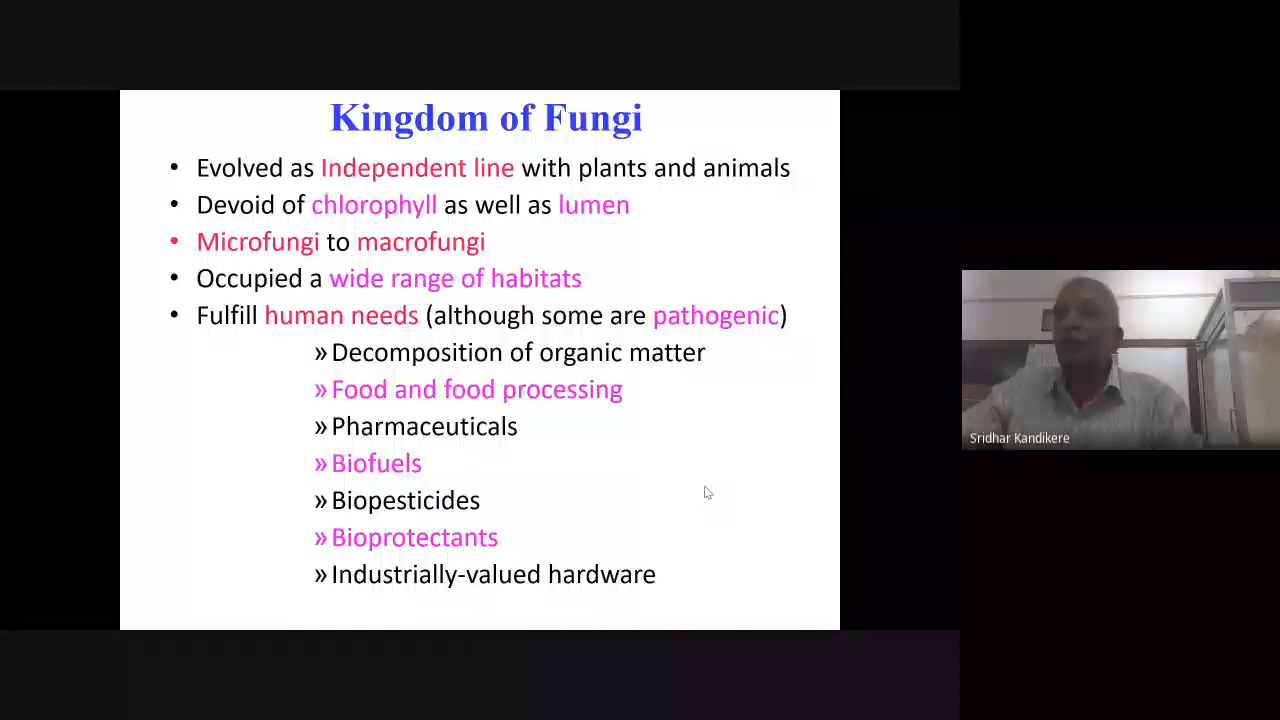 Kingdom of Fungi
• Evolved as Independent line with plants and animals
• Devoid of chlorophyll as well as lumen
• Microfungi to macrofungi
• Occupied a wide range of habitats
• Fulfill human needs (although some are pathogenic)
» Decomposition of organic matter
» Food and food processing
» Pharmaceuticals
» Biofuels
» Biopesticides
» Bioprotectants
» Industrially-valued hardware
Sridhar Kandikere